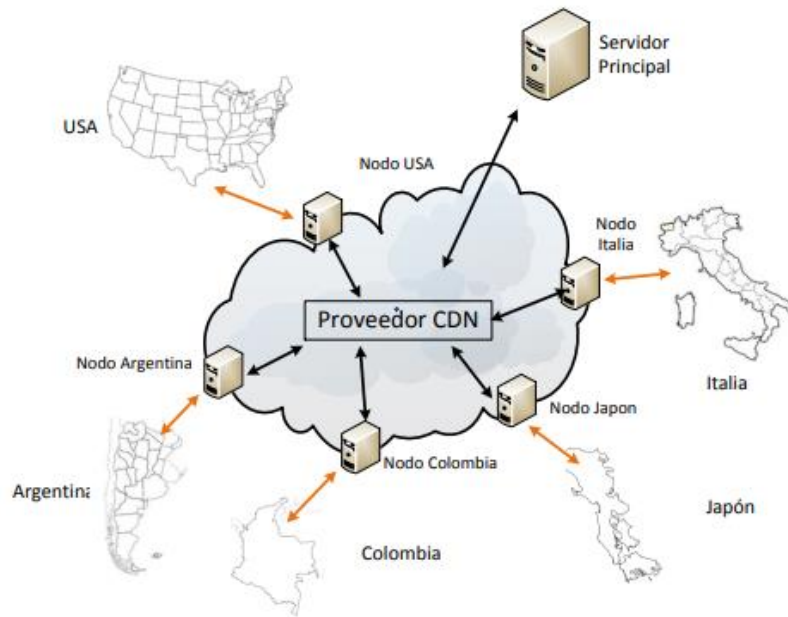 Servidor
Principal
USA
Nodo USA
Nodo
Italia
Proveedor CDN
Nodo Argentina
Italia
Nodo Japon
Nodo Colombia
Argentina
Japón
Colombia